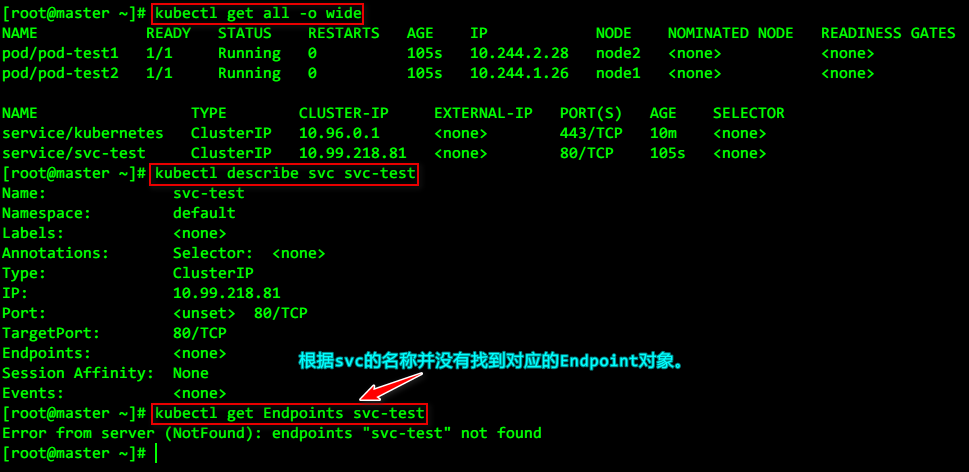 [root@master ~]# kubectl get all -o wide
NAME READY STATUS RESTARTS AGE IP NODE NOMINATED NODE READINESS GATES
pod/pod-test1 1/1 Running 0 105s 10.244.2.28 node2 <none> <none>
pod/pod-test2 1/1 Running 0 105s 10.244.1.26 node1 <none> <none>
NAME TYPE CLUSTER-IP EXTERNAL-IP PORT(S) AGE SELECTOR
service/kubernetes ClusterIP 10.96.0.1 <none> 443/TCP 10m <none>
service/svc-test ClusterIP 10.99.218.81 <none> 80/TCP 105s <none>
[root@master ~]# kubectl describe svc svc-test
Name: svc-test
Namespace: default
Labels: <none>
Annotations: Selector: <none>
Type: ClusterIP
IP: 10.99.218.81
Port: <unset> 80/TCP
TargetPort: 80/TCP
Endpoints: <none>
根据svc的名称并没有找到对应的Endpoint对象。
Session Affinity: None
Events: <none>
[root@master ~]# kubectl get Endpoints svc-test
Error from server (NotFound): endpoints "svc-test" not found
[root@master ~]#